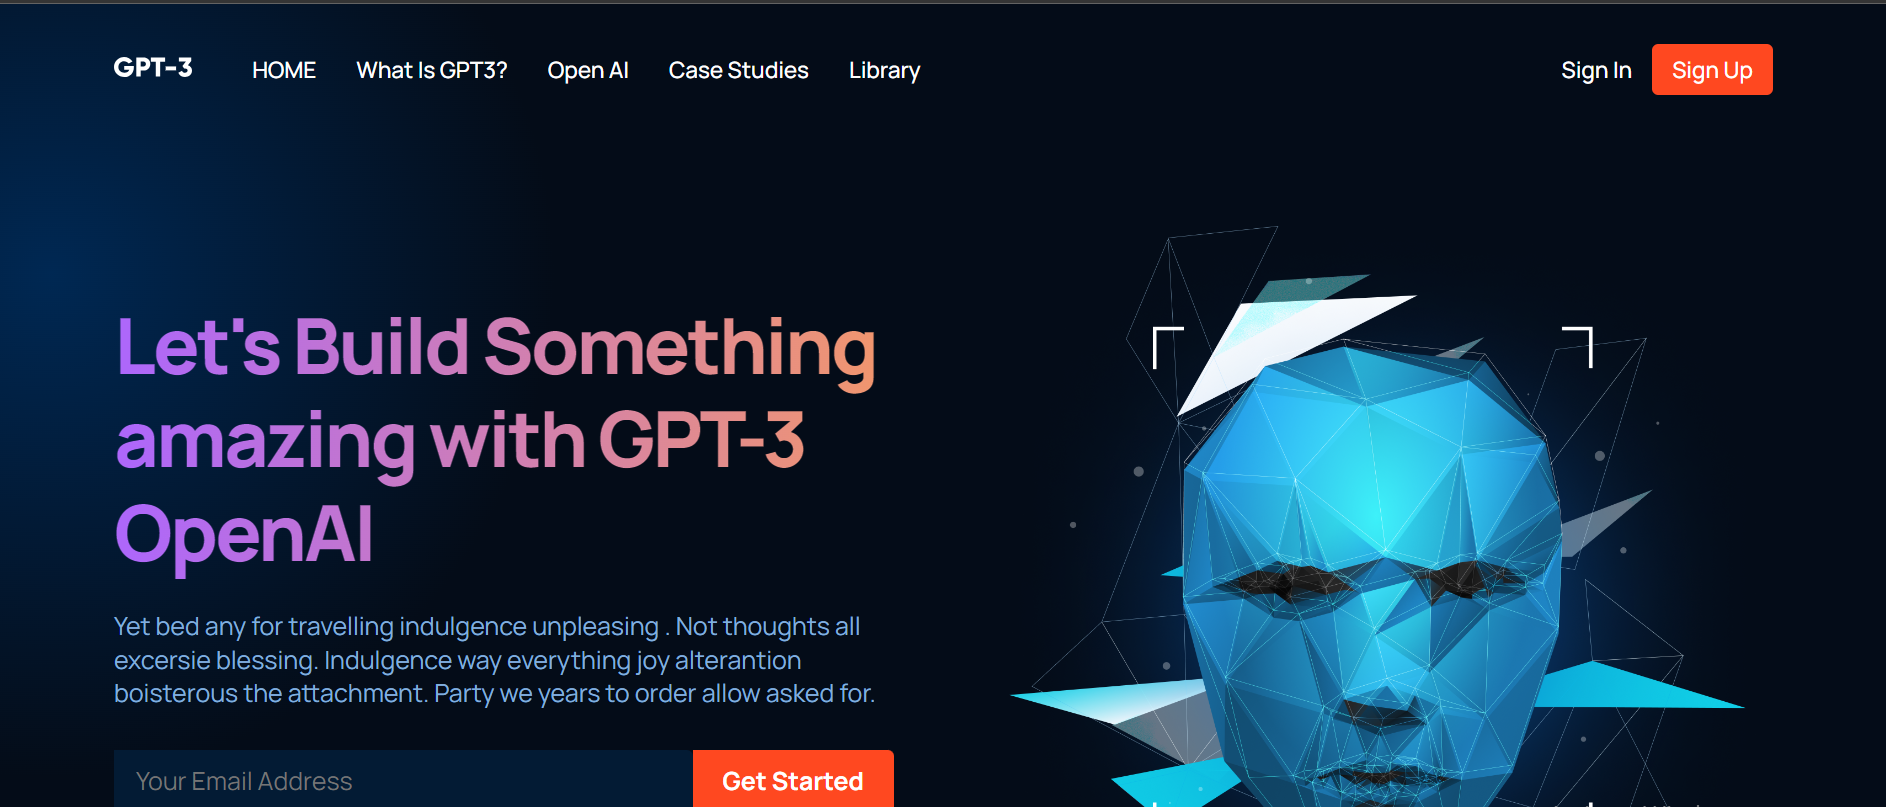 GPT-3 HOME What Is GPT3? Open AI Case Studies Library Sign In Sign Up
Let's Build Something
amazing with GPT-3
OpenAI
Yet bed any for travelling indulgence unpleasing . Not thoughts all
excersie blessing. Indulgence way everything joy alterantion
boisterous the attachment. Party we years to order allow asked for.
Your Email Address Get Started